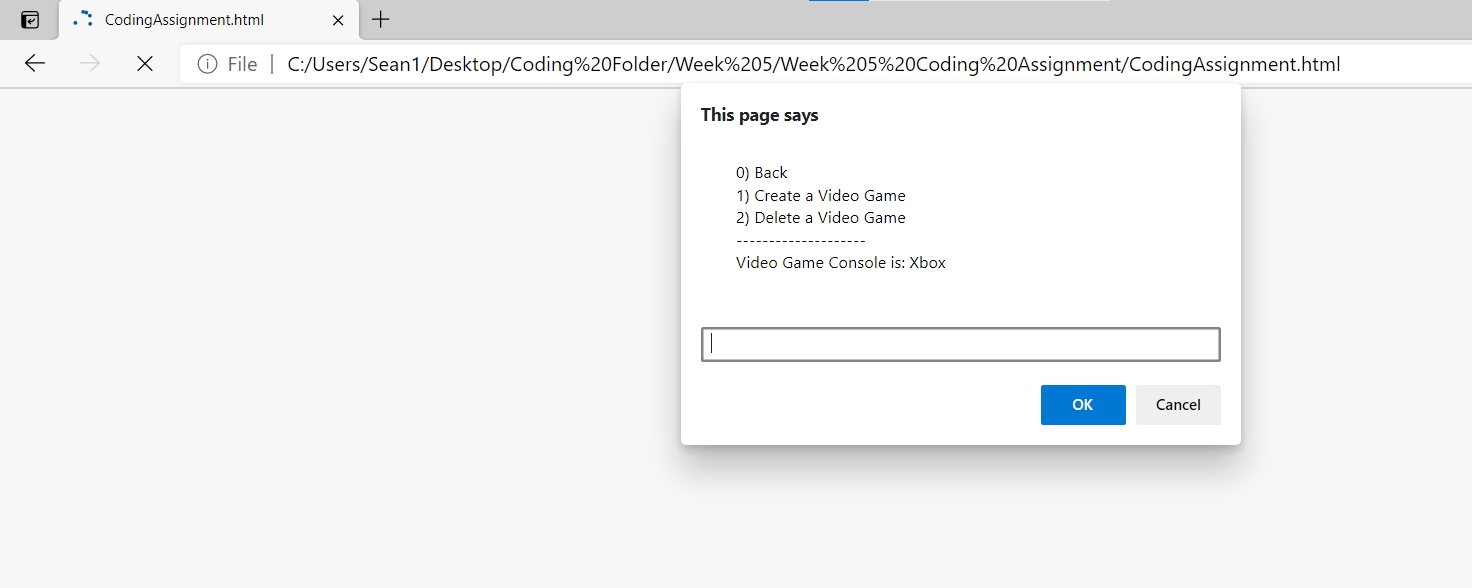 CodingAssignment.html
File | C:/Users/Sean1/Desktop/Coding%20Folder/Week%205/Week%205%20Coding%20Assignment/CodingAssignment.html
This page says
0) Back
1) Create a Video Game
2) Delete a Video Game
--------------------
Video Game Console is: Xbox
OK
Cancel